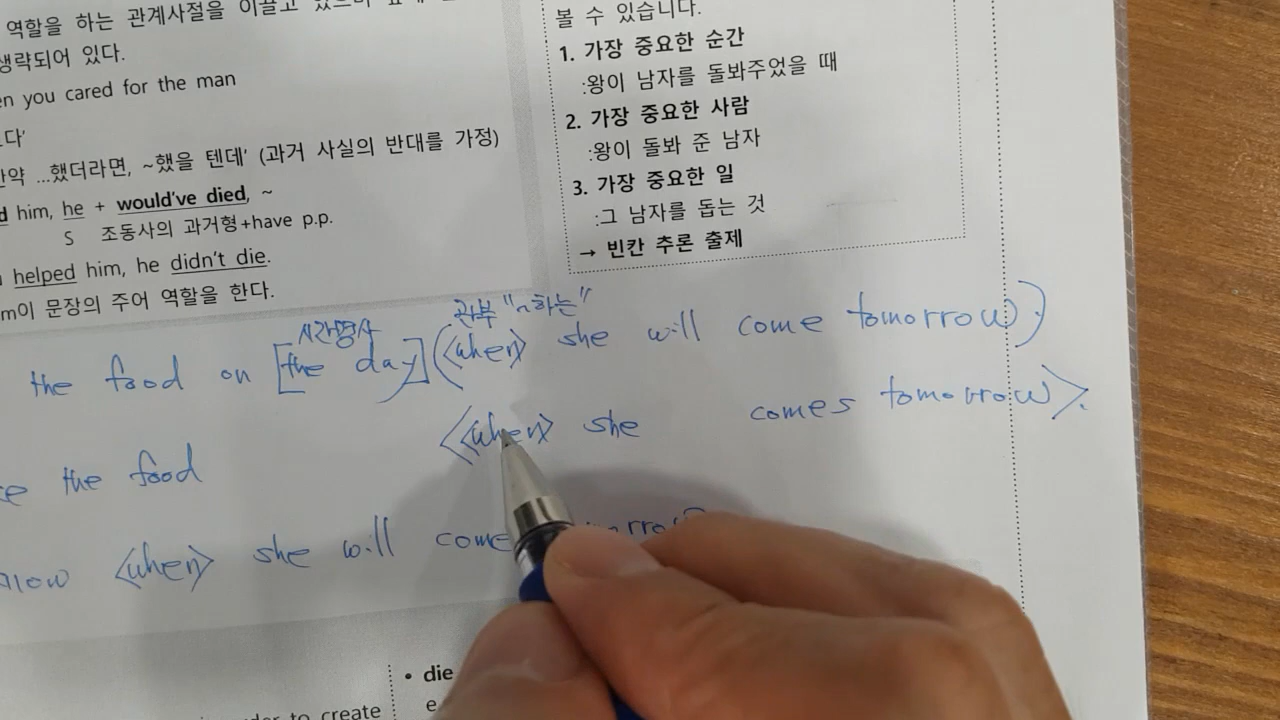 역할을 하는 관계사절을 이끌고 있으며
생략되어 있다.
you cared for the man
…했더라면, ~했을 텐데' (과거 사실의 반대를 가정)
him, he + would've died, ~
S 조동사의 과거형+have p.p.
helped him, he didn't die.
m이 문장의 주어 역할을 한다.
볼 수 있습니다.
1. 가장 중요한 순간
:왕이 남자를 돌봐주었을 때
2. 가장 중요한 사람
:왕이 돌봐 준 남자
3. 가장 중요한 일
:그 남자를 돕는 것
→ 빈칸 추론 출제
시간명사 관부 "~하는"
the food on [the day] (<when> she will come tomorrow).
the food <<when> she comes tomorrow>.
<when> she will come
• die
to create